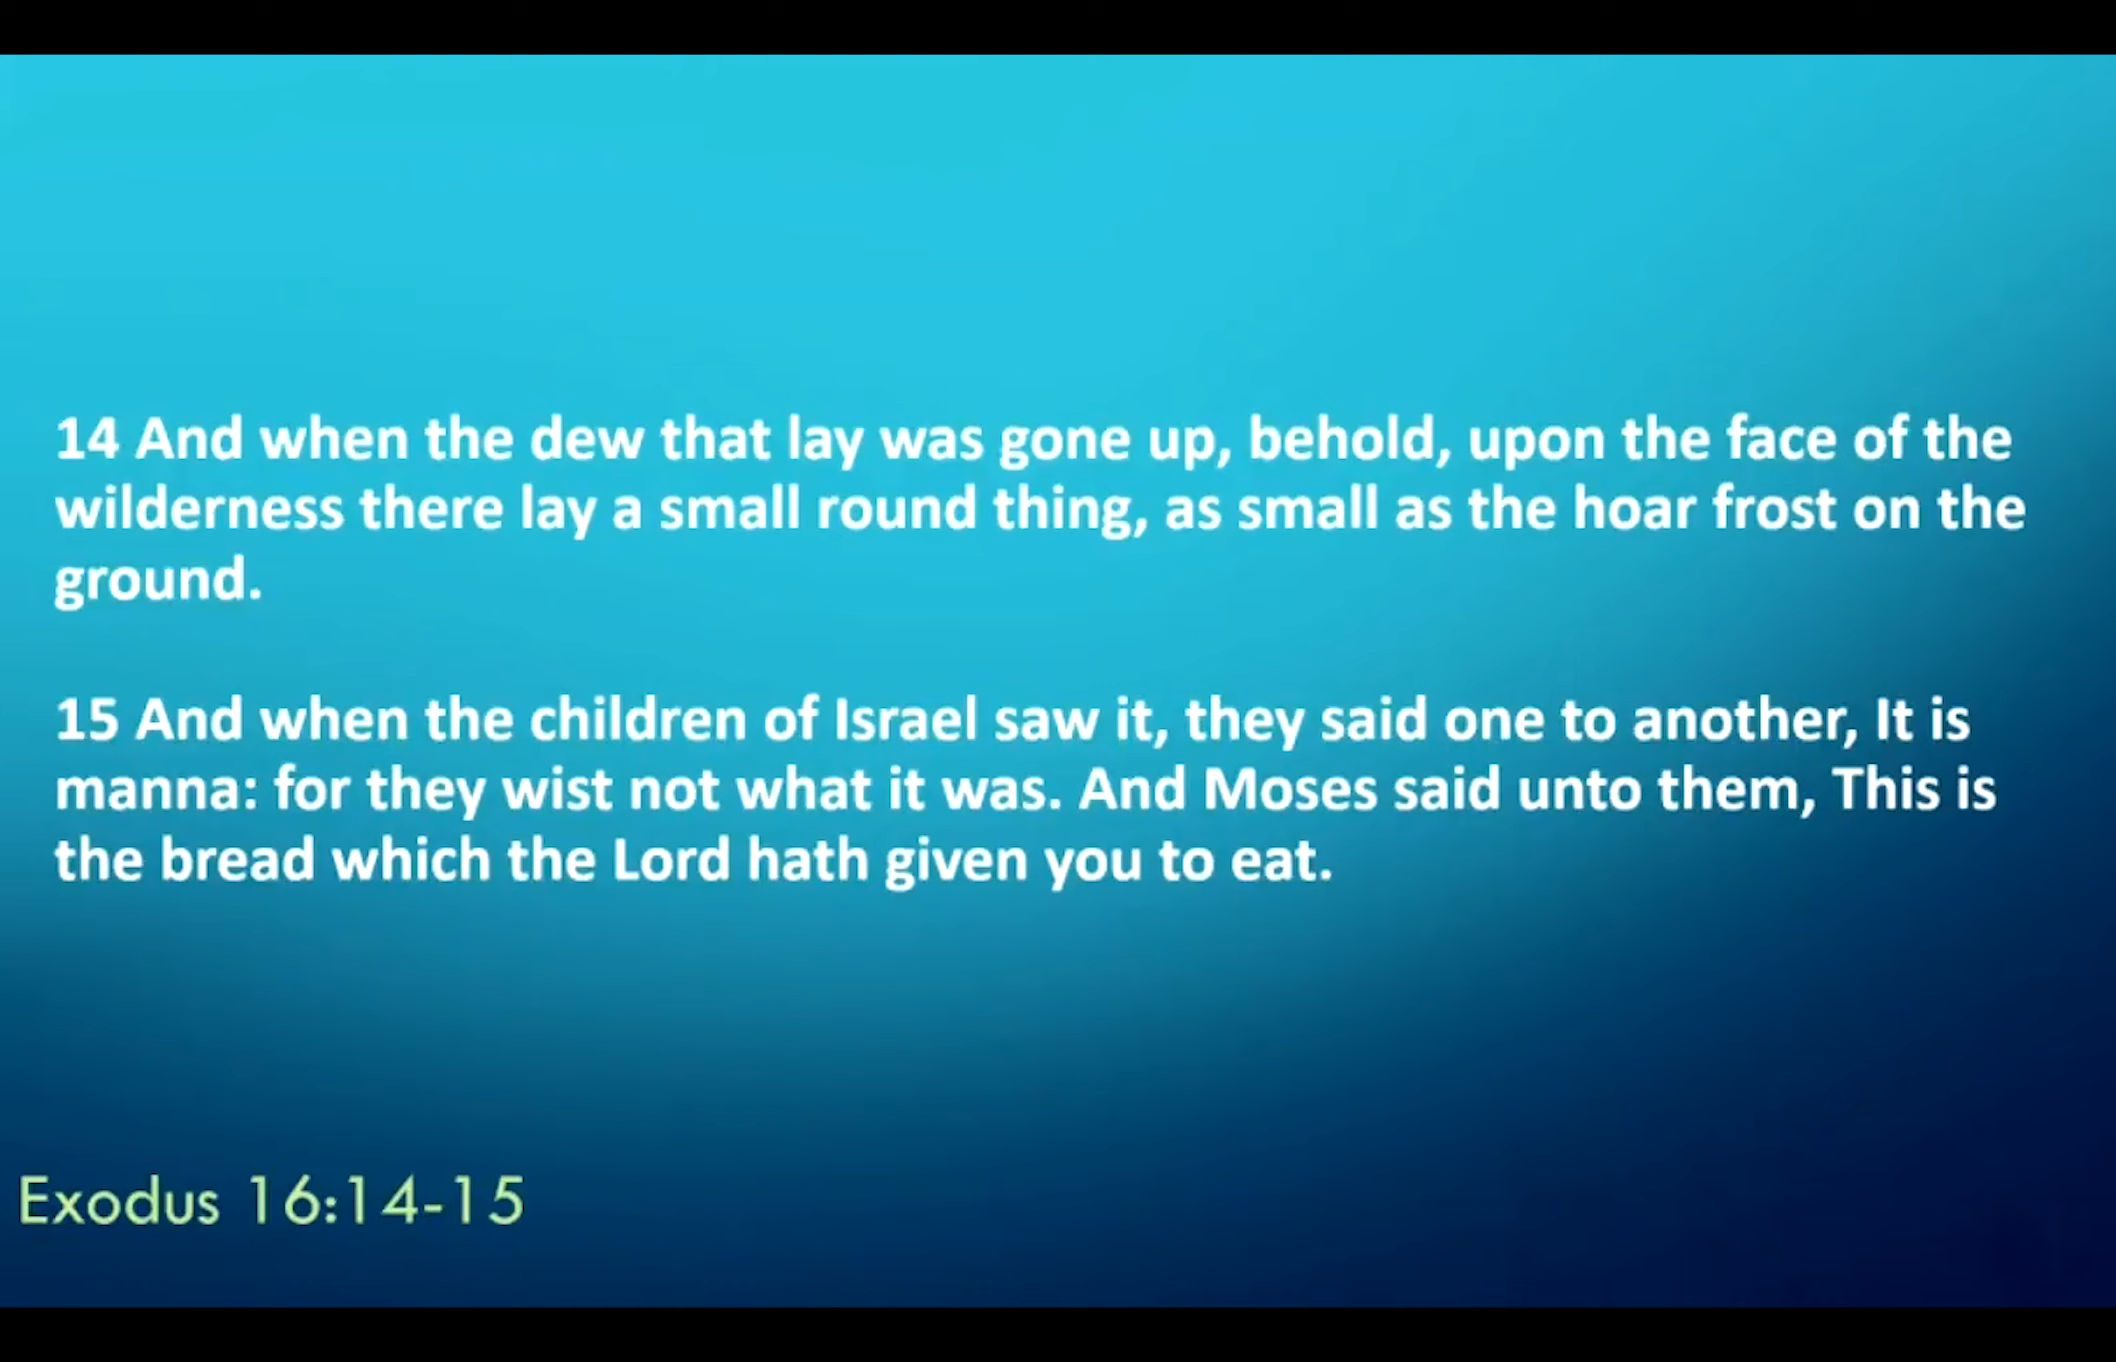 14 And when the dew that lay was gone up, behold, upon the face of the
wilderness there lay a small round thing, as small as the hoar frost on the
ground.
15 And when the children of Israel saw it, they said one to another, It is
manna: for they wist not what it was. And Moses said unto them, This is
the bread which the Lord hath given you to eat.
Exodus 16:14-15